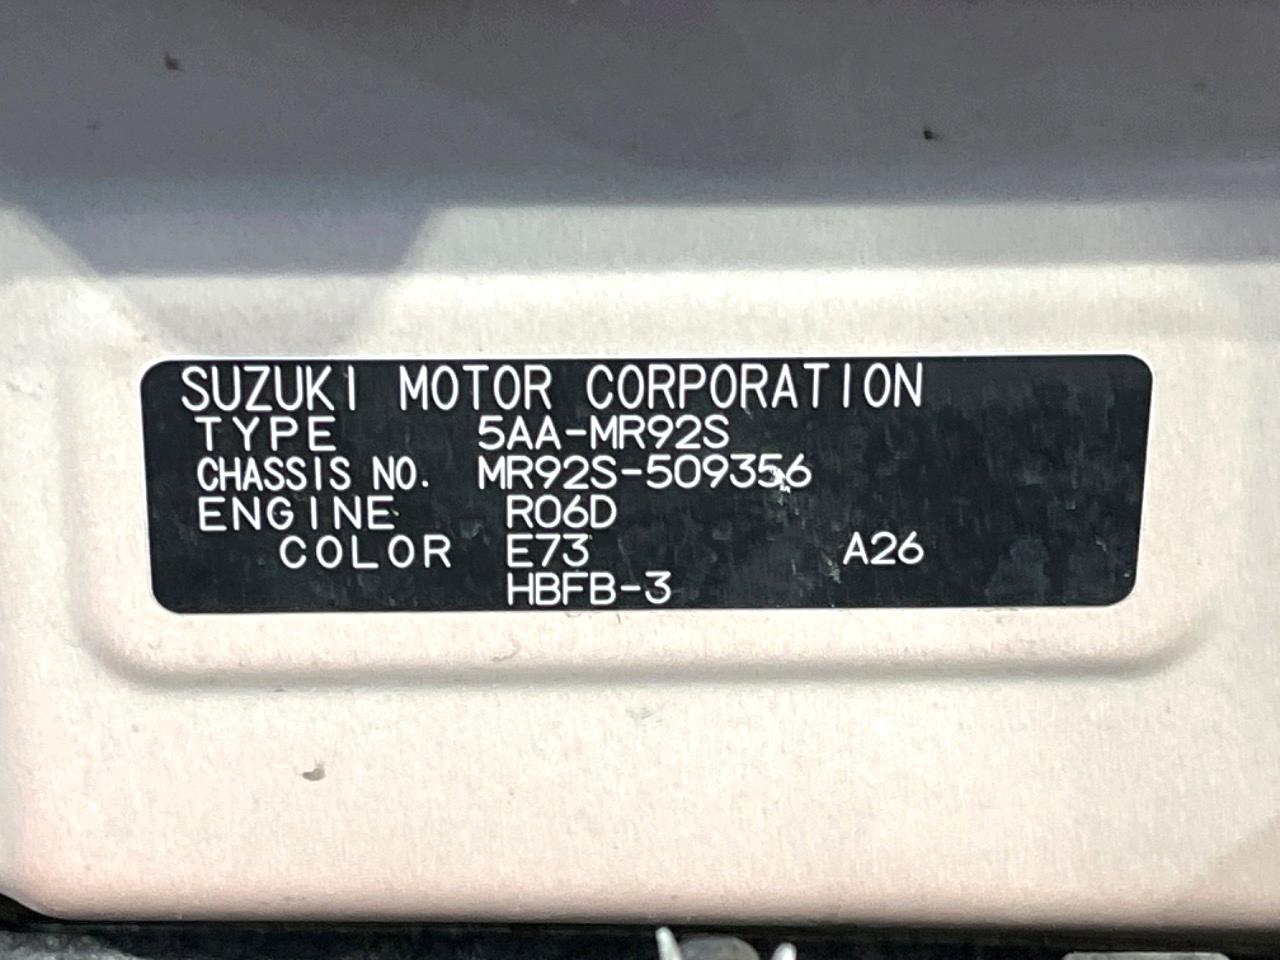 SUZUKI MOTOR CORPORATION
TYPE 5AA-MR92S
CHASSIS NO. MR92S-509356
ENGINE R06D
COLOR E73 A26
HBFB-3